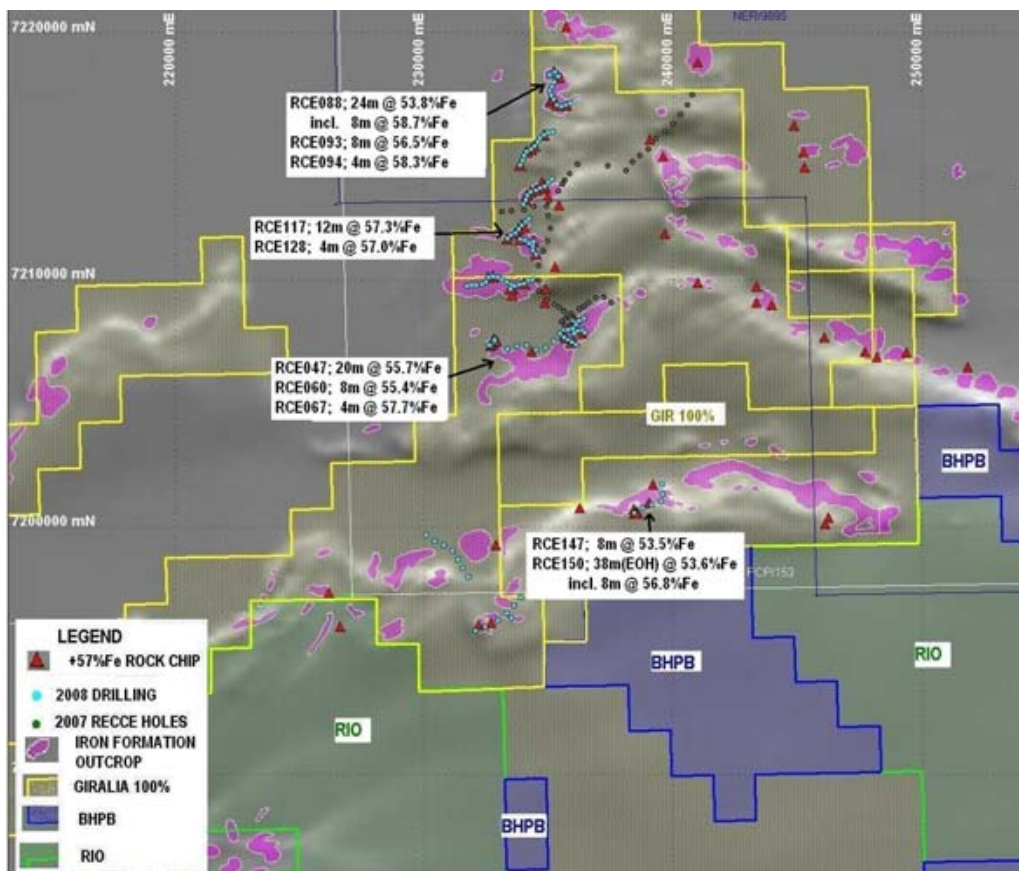 7220000 mN
220000 mE
230000 mE
240000 mE
250000 mE
RCE088; 24m @ 53.8%Fe
incl. 8m @ 58.7%Fe
RCE093; 8m @ 56.5%Fe
RCE094; 4m @ 58.3%Fe
RCE117; 12m @ 57.3%Fe
RCE128; 4m @ 57.0%Fe
7210000 mN
RCE047; 20m @ 55.7%Fe
RCE060; 8m @ 55.4%Fe
RCE067; 4m @ 57.7%Fe
GIR 100%
BHPB
7200000 mN
RCE147; 8m @ 53.5%Fe
RCE150; 38m(EOH) @ 53.6%Fe
incl. 8m @ 56.8%Fe
BHPB
RIO
RIO
BHPB
LEGEND
+57%Fe ROCK CHIP
2008 DRILLING
2007 RECCE HOLES
IRON FORMATION
OUTCROP
GIRALIA 100%
BHPB
RIO